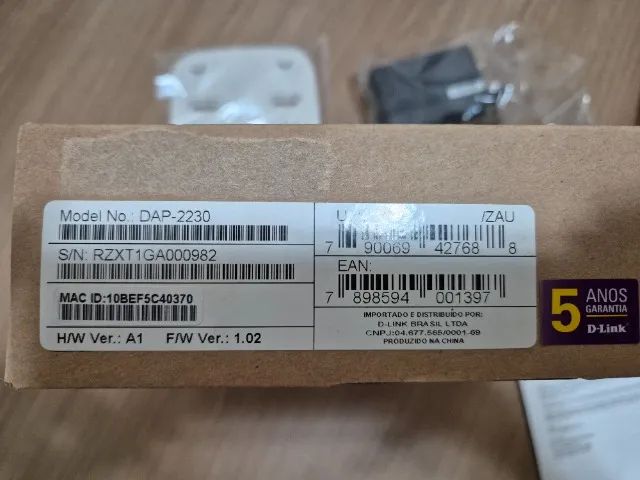 Model No.: DAP-2230
S/N: RZXT1GA000982
MAC ID:10BEF5C40370
H/W Ver.: A1 F/W Ver.: 1.02
/ZAU
7 90069 42768 8
EAN:
7 898594 001397
IMPORTADO E DISTRIBUÍDO POR:
D-LINK BRASIL LTDA
CNPJ:04.677.565/0001-69
PRODUZIDO NA CHINA
5 ANOS
GARANTIA
D-Link